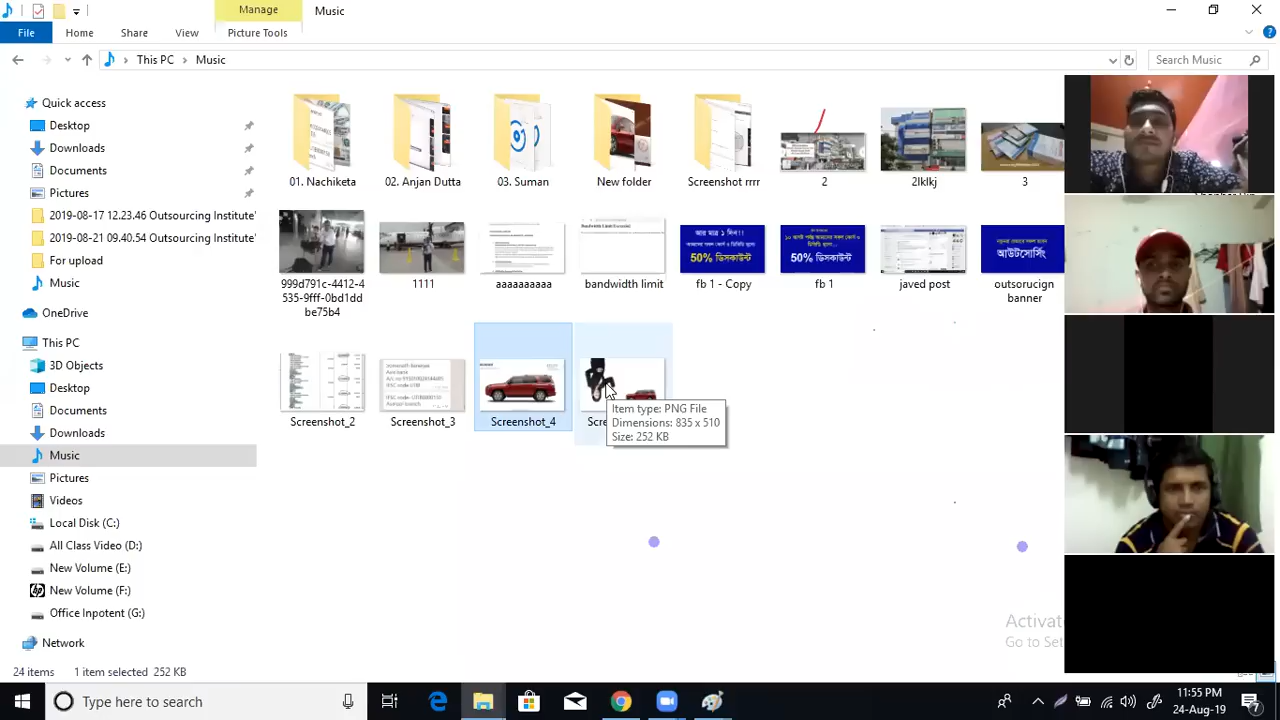 Manage
Music
File
Home
Share
View
Picture Tools
This PC
Music
Search Music
Quick access
Desktop
Downloads
Documents
Pictures
2019-08-17 12.23.46 Outsourcing Institute'
2019-08-21 09.40.54 Outsourcing Institute'
For upload
Music
OneDrive
This PC
3D Objects
Desktop
Documents
Downloads
Music
Pictures
Videos
Local Disk (C:)
All Class Video (D:)
New Volume (E:)
New Volume (F:)
Office Inpotent (G:)
Network
01. Nachiketa
02. Anjan Dutta
03. Suman
New folder
Screenshot rrrr
2
2lklkj
3
999d791c-4412-4
535-9fff-0bd1dd
be75b4
1111
aaaaaaaaaa
bandwidth limit
আর মাত্র ১ দিন!!
50% ডিসকাউন্ট
fb 1 - Copy
50% ডিসকাউন্ট
fb 1
javed post
আউটসোর্সিং
outsorucign
banner
Screenshot_2
Screenshot_3
Screenshot_4
Scre
Item type: PNG File
Dimensions: 835 x 510
Size: 252 KB
Activat
Go to Set
24 items
1 item selected 252 KB
Type here to search
11:55 PM
24-Aug-19
7